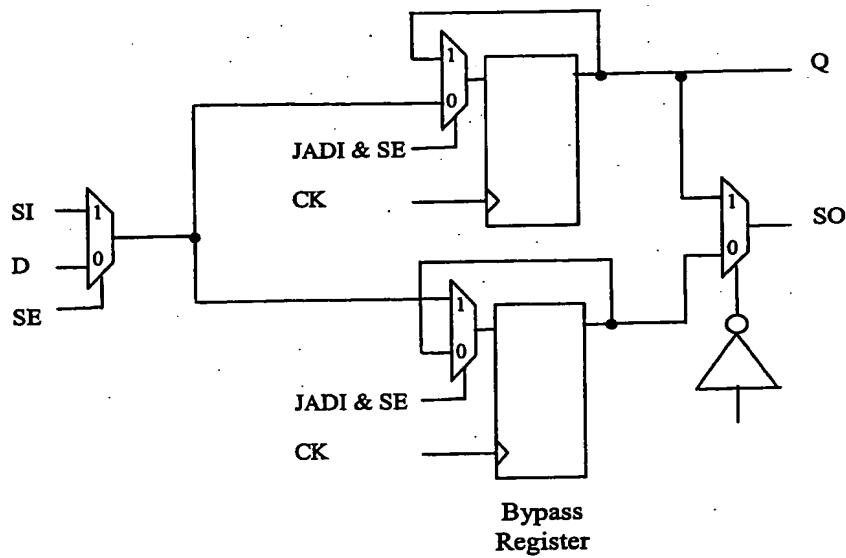 1
Q
0
JADI & SE
CK
SI
1
D
0
SE
1
SO
0
1
0
JADI & SE
CK
Bypass
Register